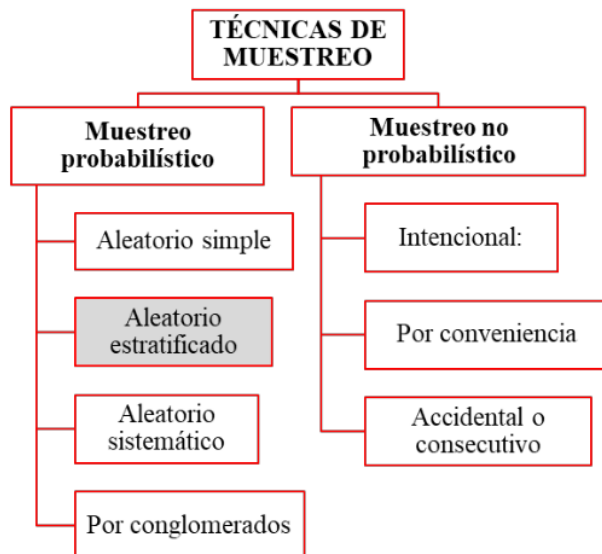 TÉCNICAS DE
MUESTREO
Muestreo
probabilístico
Aleatorio simple
Aleatorio
estratificado
Aleatorio
sistemático
Por conglomerados
Muestreo no
probabilístico
Intencional:
Por conveniencia
Accidental o
consecutivo